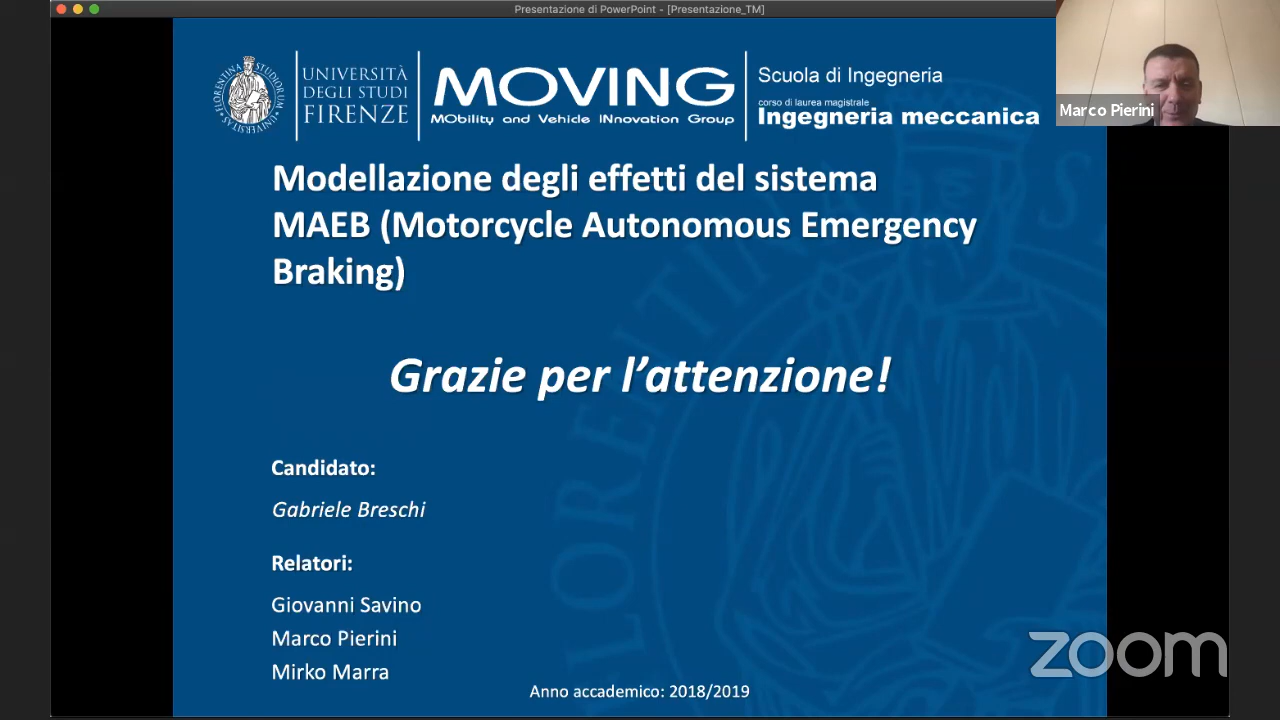 Presentazione di PowerPoint - [Presentazione_TM]
UNIVERSITÀ
DEGLI STUDI
FIRENZE
MOVING
MObility and Vehicle INnovation Group
Scuola di Ingegneria
corso di laurea magistrale
Ingegneria meccanica
Marco Pierini
Modellazione degli effetti del sistema
MAEB (Motorcycle Autonomous Emergency
Braking)
Grazie per l'attenzione!
Candidato:
Gabriele Breschi
Relatori:
Giovanni Savino
Marco Pierini
Mirko Marra
Anno accademico: 2018/2019
zoom